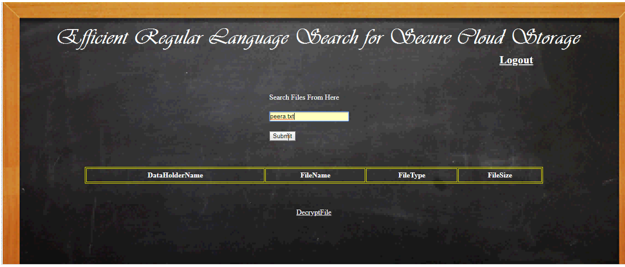 Efficient Regular Language Search for Secure Cloud Storage
Logout
Search Files From Here
peera.txt
Submit
DataHolderName FileName FileType FileSize
DecryptFile